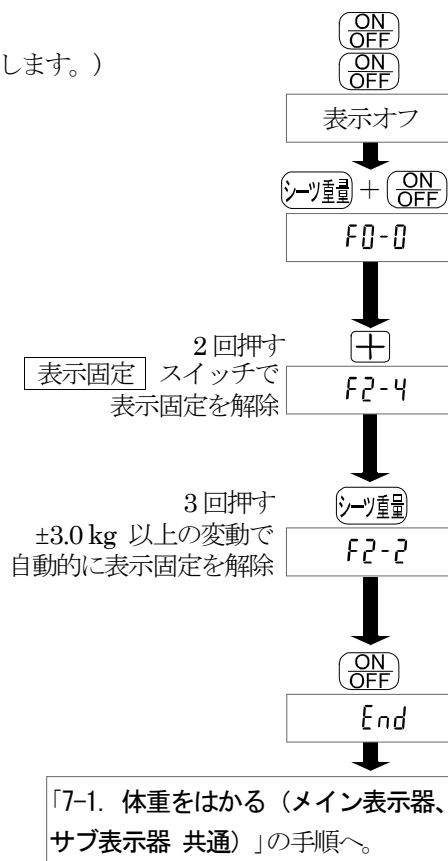 ON
OFF
します。）
ON
OFF
表示オフ
シーツ重量 + ON
OFF
F0-0
2 回押す
+
表示固定 スイッチで
表示固定を解除
F2-4
3 回押す
シーツ重量
±3.0 kg 以上の変動で
自動的に表示固定を解除
F2-2
ON
OFF
End
「7-1. 体重をはかる（メイン表示器、
サブ表示器 共通）」の手順へ。